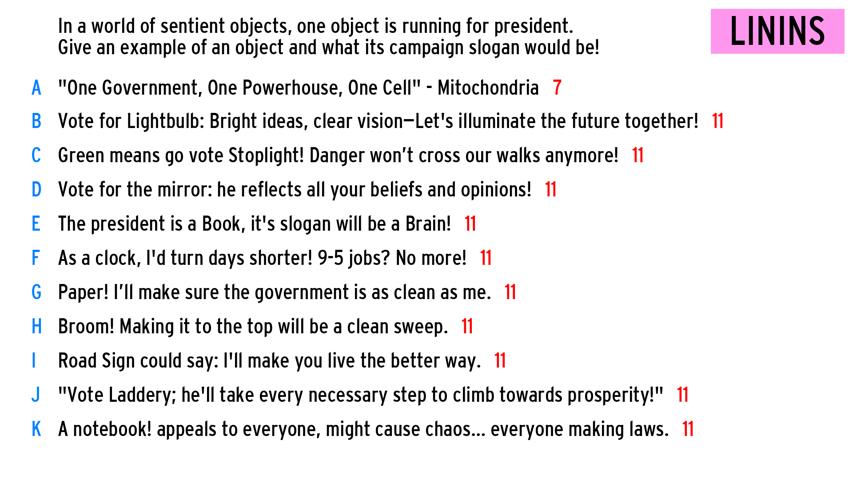 In a world of sentient objects, one object is running for president.
Give an example of an object and what its campaign slogan would be!
LININS
A "One Government, One Powerhouse, One Cell" - Mitochondria 7
B Vote for Lightbulb: Bright ideas, clear vision—Let's illuminate the future together! 11
C Green means go vote Stoplight! Danger won’t cross our walks anymore! 11
D Vote for the mirror: he reflects all your beliefs and opinions! 11
E The president is a Book, it's slogan will be a Brain! 11
F As a clock, I'd turn days shorter! 9-5 jobs? No more! 11
G Paper! I’ll make sure the government is as clean as me. 11
H Broom! Making it to the top will be a clean sweep. 11
I Road Sign could say: I'll make you live the better way. 11
J "Vote Laddery; he'll take every necessary step to climb towards prosperity!" 11
K A notebook! appeals to everyone, might cause chaos... everyone making laws. 11